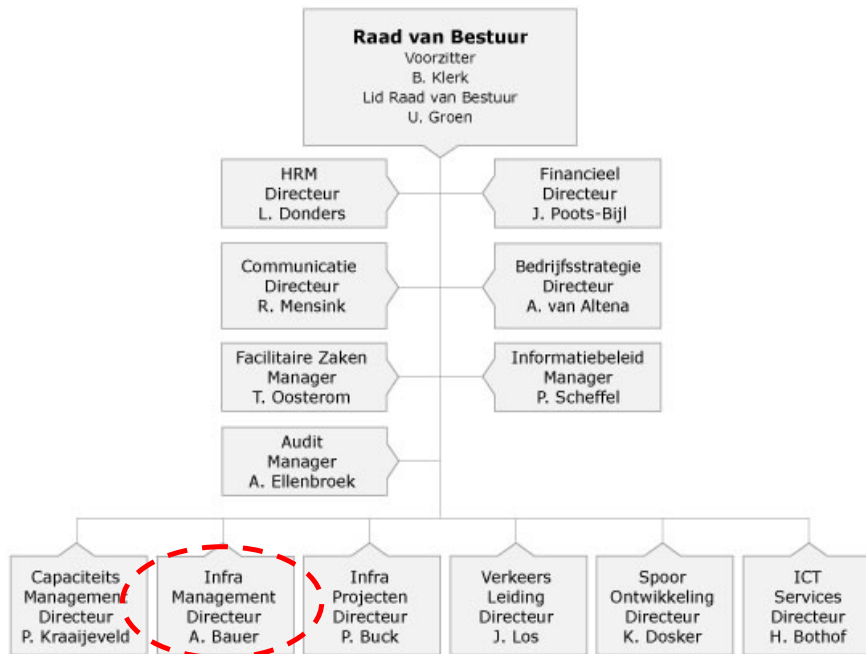 Raad van Bestuur
Voorzitter
B. Klerk
Lid Raad van Bestuur
U. Groen
HRM
Directeur
L. Donders
Financieel
Directeur
J. Poots-Bijl
Communicatie
Directeur
R. Mensink
Bedrijfsstrategie
Directeur
A. van Altena
Facilitaire Zaken
Manager
T. Oosterom
Informatiebeleid
Manager
P. Scheffel
Audit
Manager
A. Ellenbroek
Capaciteits
Management
Directeur
P. Kraaijeveld
Infra
Management
Directeur
A. Bauer
Infra
Projecten
Directeur
P. Buck
Verkeers
Leiding
Directeur
J. Los
Spoor
Ontwikkeling
Directeur
K. Dosker
ICT
Services
Directeur
H. Bothof